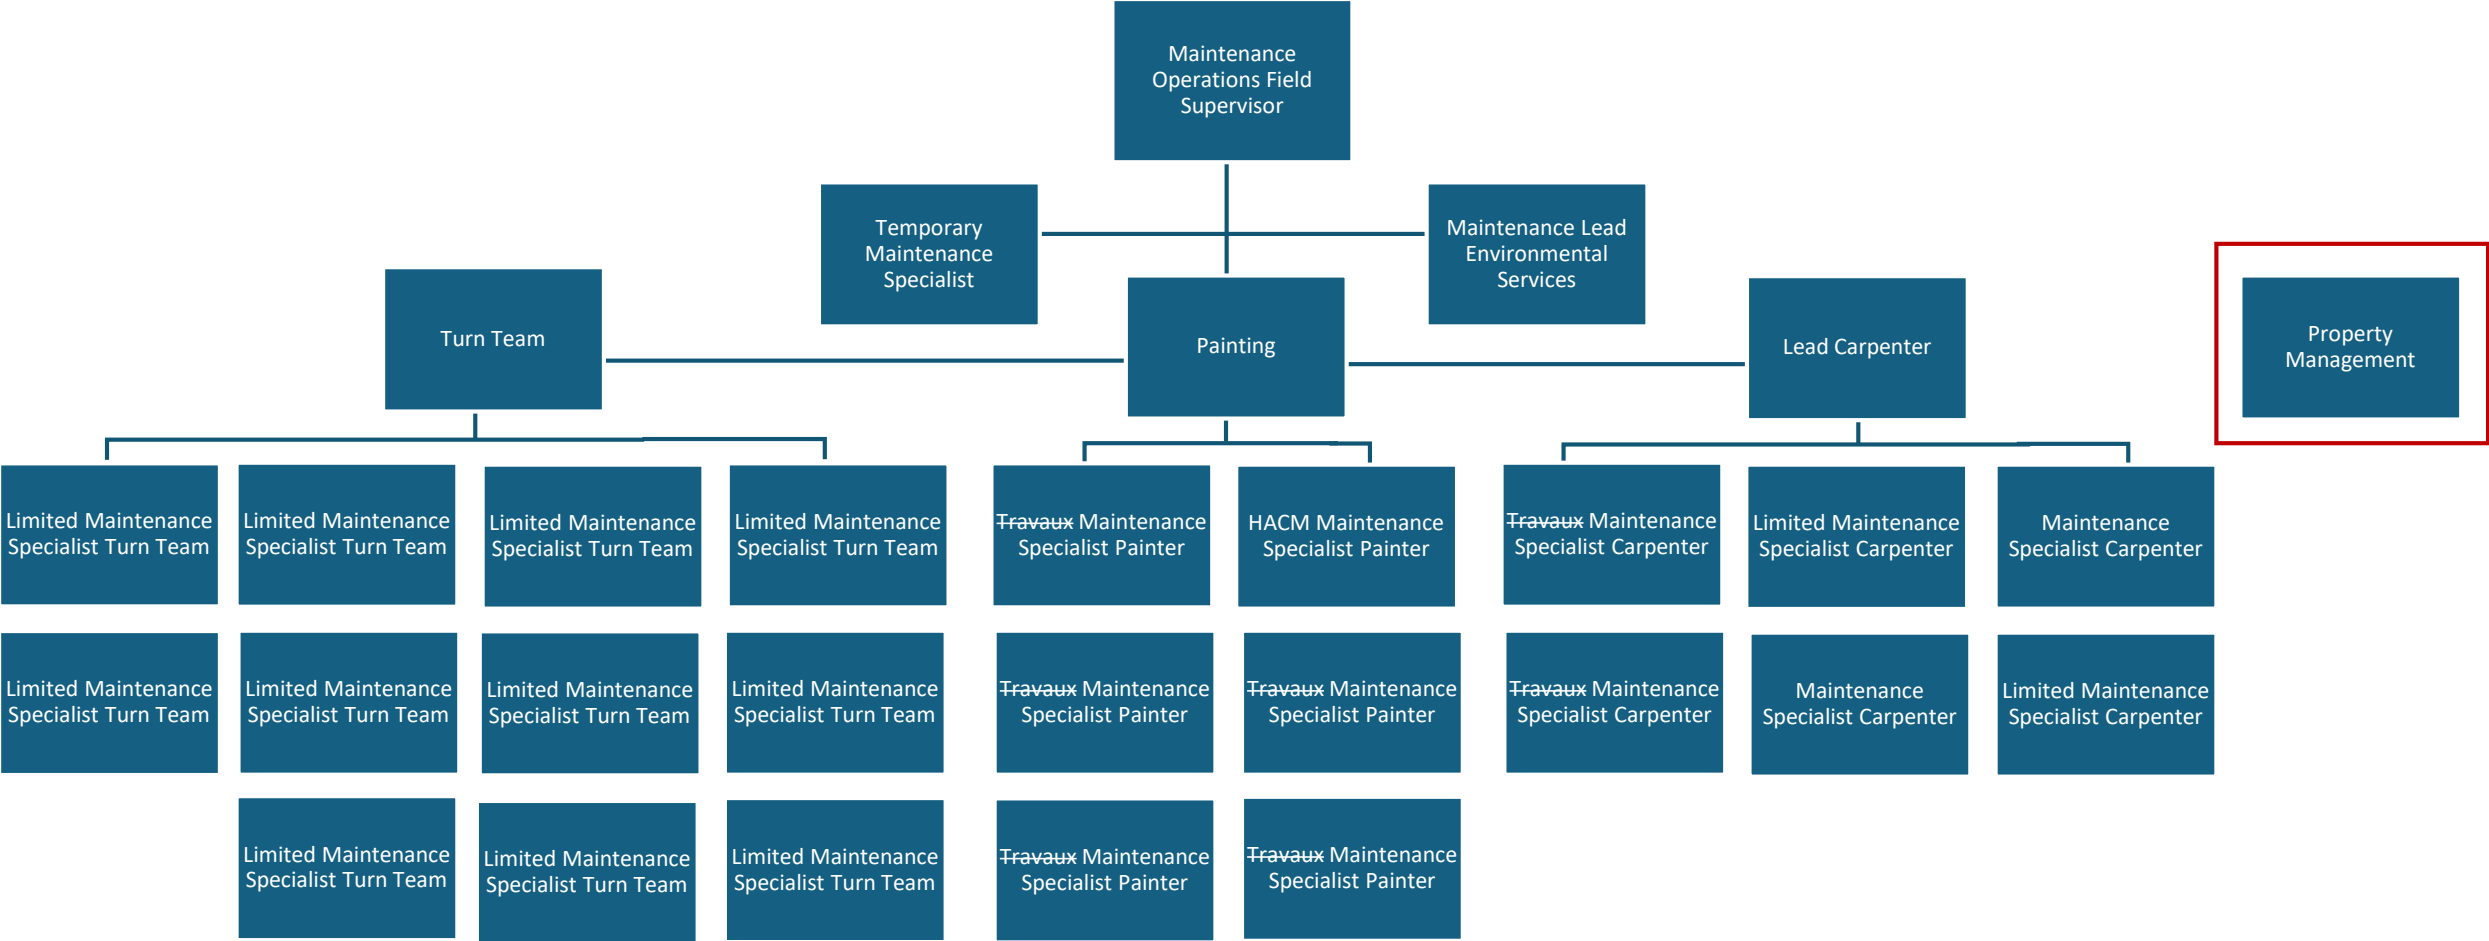 Maintenance
Operations Field
Supervisor
Temporary
Maintenance
Specialist
Maintenance Lead
Environmental
Services
Turn Team
Painting
Lead Carpenter
Property
Management
Limited Maintenance
Specialist Turn Team
Limited Maintenance
Specialist Turn Team
Limited Maintenance
Specialist Turn Team
Limited Maintenance
Specialist Turn Team
Travaux Maintenance
Specialist Painter
HACM Maintenance
Specialist Painter
Travaux Maintenance
Specialist Carpenter
Limited Maintenance
Specialist Carpenter
Maintenance
Specialist Carpenter
Limited Maintenance
Specialist Turn Team
Limited Maintenance
Specialist Turn Team
Limited Maintenance
Specialist Turn Team
Limited Maintenance
Specialist Turn Team
Travaux Maintenance
Specialist Painter
Travaux Maintenance
Specialist Painter
Travaux Maintenance
Specialist Carpenter
Maintenance
Specialist Carpenter
Limited Maintenance
Specialist Carpenter
Limited Maintenance
Specialist Turn Team
Limited Maintenance
Specialist Turn Team
Limited Maintenance
Specialist Turn Team
Travaux Maintenance
Specialist Painter
Travaux Maintenance
Specialist Painter